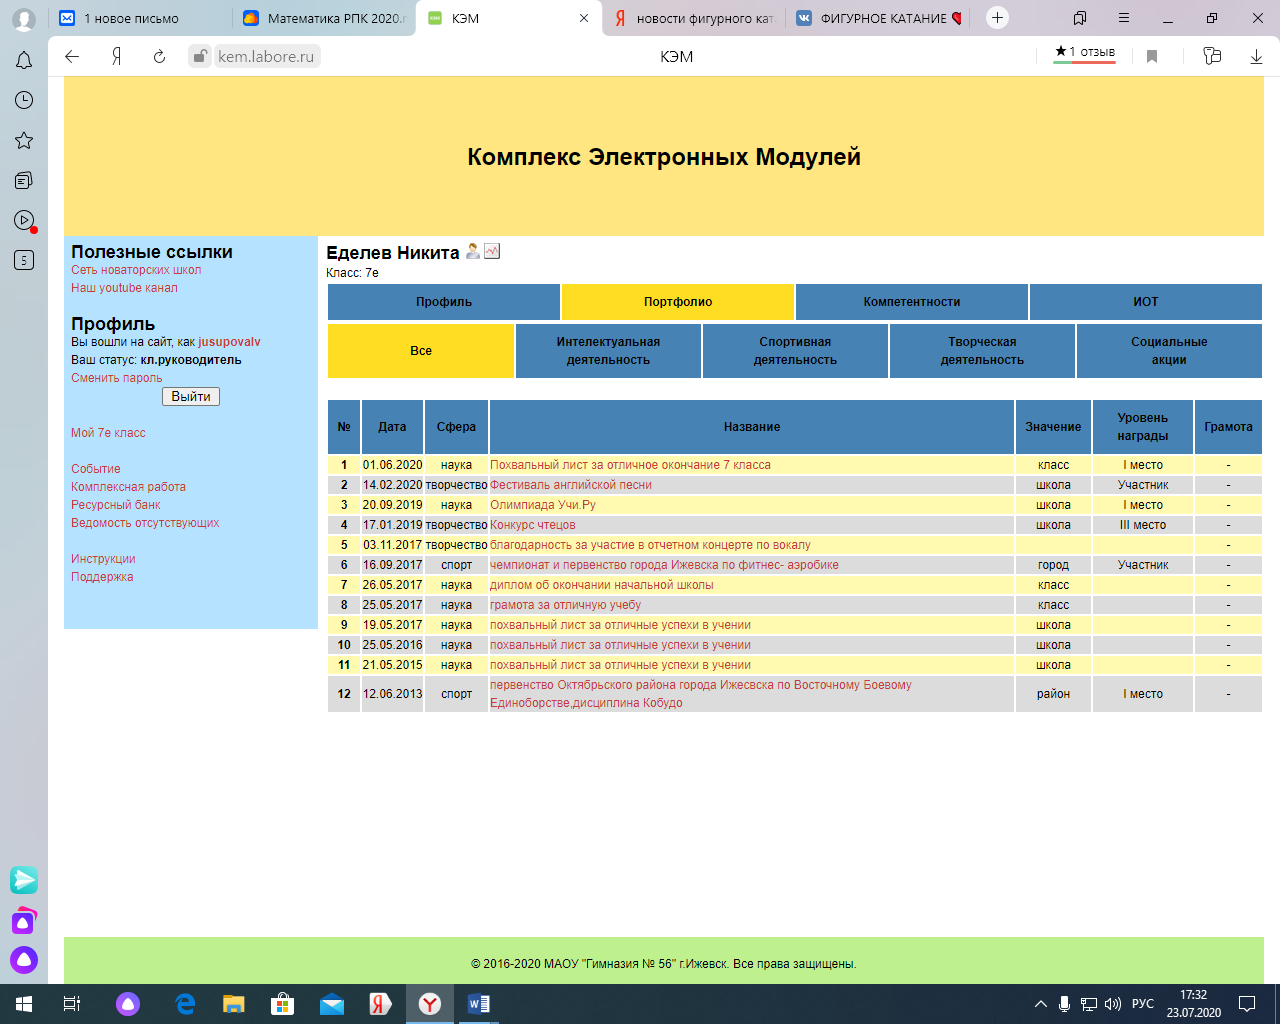 1 новое письмо
Математика РПК 2020.г
КЭМ
новости фигурного кат
ФИГУРНОЕ КАТАНИЕ
Я
kem.labore.ru
КЭМ
★1 отзыв
5
Комплекс Электронных Модулей
Полезные ссылки
Сеть новаторских школ
Наш youtube канал
Профиль
Вы вошли на сайт, как jusupovalv
Ваш статус: кл.руководитель
Сменить пароль
Выйти
Мой 7е класс
Событие
Комплексная работа
Ресурсный банк
Ведомость отсутствующих
Инструкции
Поддержка
Еделев Никита
Класс: 7е
Профиль Портфолио Компетентности ИОТ
Все Интелектуальная деятельность Спортивная деятельность Творческая деятельность Социальные акции
№ Дата Сфера Название Значение Уровень награды Грамота
1 01.06.2020 наука Похвальный лист за отличное окончание 7 класса класс I место -
2 14.02.2020 творчество Фестиваль английской песни школа Участник -
3 20.09.2019 наука Олимпиада Учи.Ру школа I место -
4 17.01.2019 творчество Конкурс чтецов школа III место -
5 03.11.2017 творчество благодарность за участие в отчетном концерте по вокалу -
6 16.09.2017 спорт чемпионат и первенство города Ижевска по фитнес- аэробике город Участник -
7 26.05.2017 наука диплом об окончании начальной школы класс -
8 25.05.2017 наука грамота за отличную учебу класс -
9 19.05.2017 наука похвальный лист за отличные успехи в учении школа -
10 25.05.2016 наука похвальный лист за отличные успехи в учении школа -
11 21.05.2015 наука похвальный лист за отличные успехи в учении школа -
12 12.06.2013 спорт первенство Октябрьского района города Ижесвска по Восточному Боевому Единоборстве,дисциплина Кобудо район I место -
© 2016-2020 МАОУ "Гимназия № 56" г.Ижевск. Все права защищены.
РУС
17:32
23.07.2020